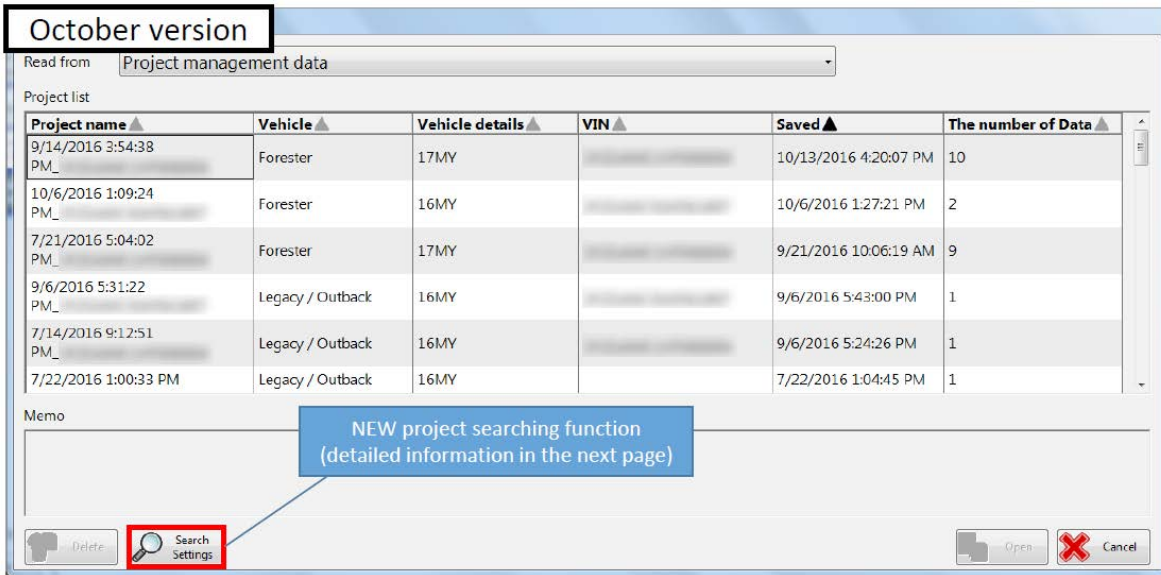 October version
Read from Project management data
Project list
Project name Vehicle Vehicle details VIN Saved The number of Data
9/14/2016 3:54:38
PM_ Forester 17MY 10/13/2016 4:20:07 PM 10
10/6/2016 1:09:24
PM_ Forester 16MY 10/6/2016 1:27:21 PM 2
7/21/2016 5:04:02
PM_ Forester 17MY 9/21/2016 10:06:19 AM 9
9/6/2016 5:31:22
PM_ Legacy / Outback 16MY 9/6/2016 5:43:00 PM 1
7/14/2016 9:12:51
PM_ Legacy / Outback 16MY 9/6/2016 5:24:26 PM 1
7/22/2016 1:00:33 PM Legacy / Outback 16MY 7/22/2016 1:04:45 PM 1
Memo
NEW project searching function
(detailed information in the next page)
Delete
Search
Settings
Open
Cancel